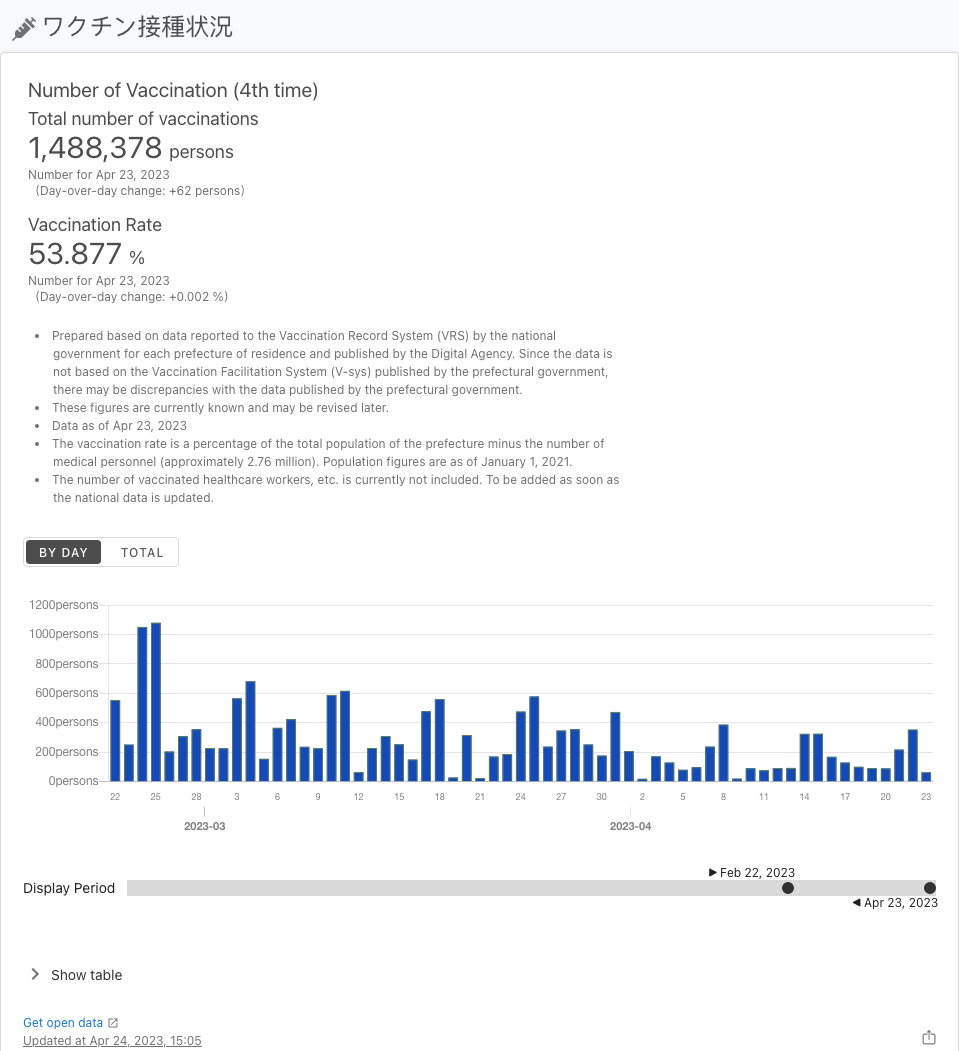 ワクチン接種状況
Number of Vaccination (4th time)
Total number of vaccinations
1,488,378 persons
Number for Apr 23, 2023
(Day-over-day change: +62 persons)
Vaccination Rate
53.877 %
Number for Apr 23, 2023
(Day-over-day change: +0.002 %)
• Prepared based on data reported to the Vaccination Record System (VRS) by the national
government for each prefecture of residence and published by the Digital Agency. Since the data is
not based on the Vaccination Facilitation System (V-sys) published by the prefectural government,
there may be discrepancies with the data published by the prefectural government.
• These figures are currently known and may be revised later.
• Data as of Apr 23, 2023
• The vaccination rate is a percentage of the total population of the prefecture minus the number of
medical personnel (approximately 2.76 million). Population figures are as of January 1, 2021.
• The number of vaccinated healthcare workers, etc. is currently not included. To be added as soon as
the national data is updated.
BY DAY TOTAL
1200persons
1000persons
800persons
600persons
400persons
200persons
0persons
22 25 28 3 6 9 12 15 18 21 24 27 30 2 5 8 11 14 17 20 23
2023-03 2023-04
Feb 22, 2023
Display Period
Apr 23, 2023
Show table
Get open data
Updated at Apr 24, 2023, 15:05